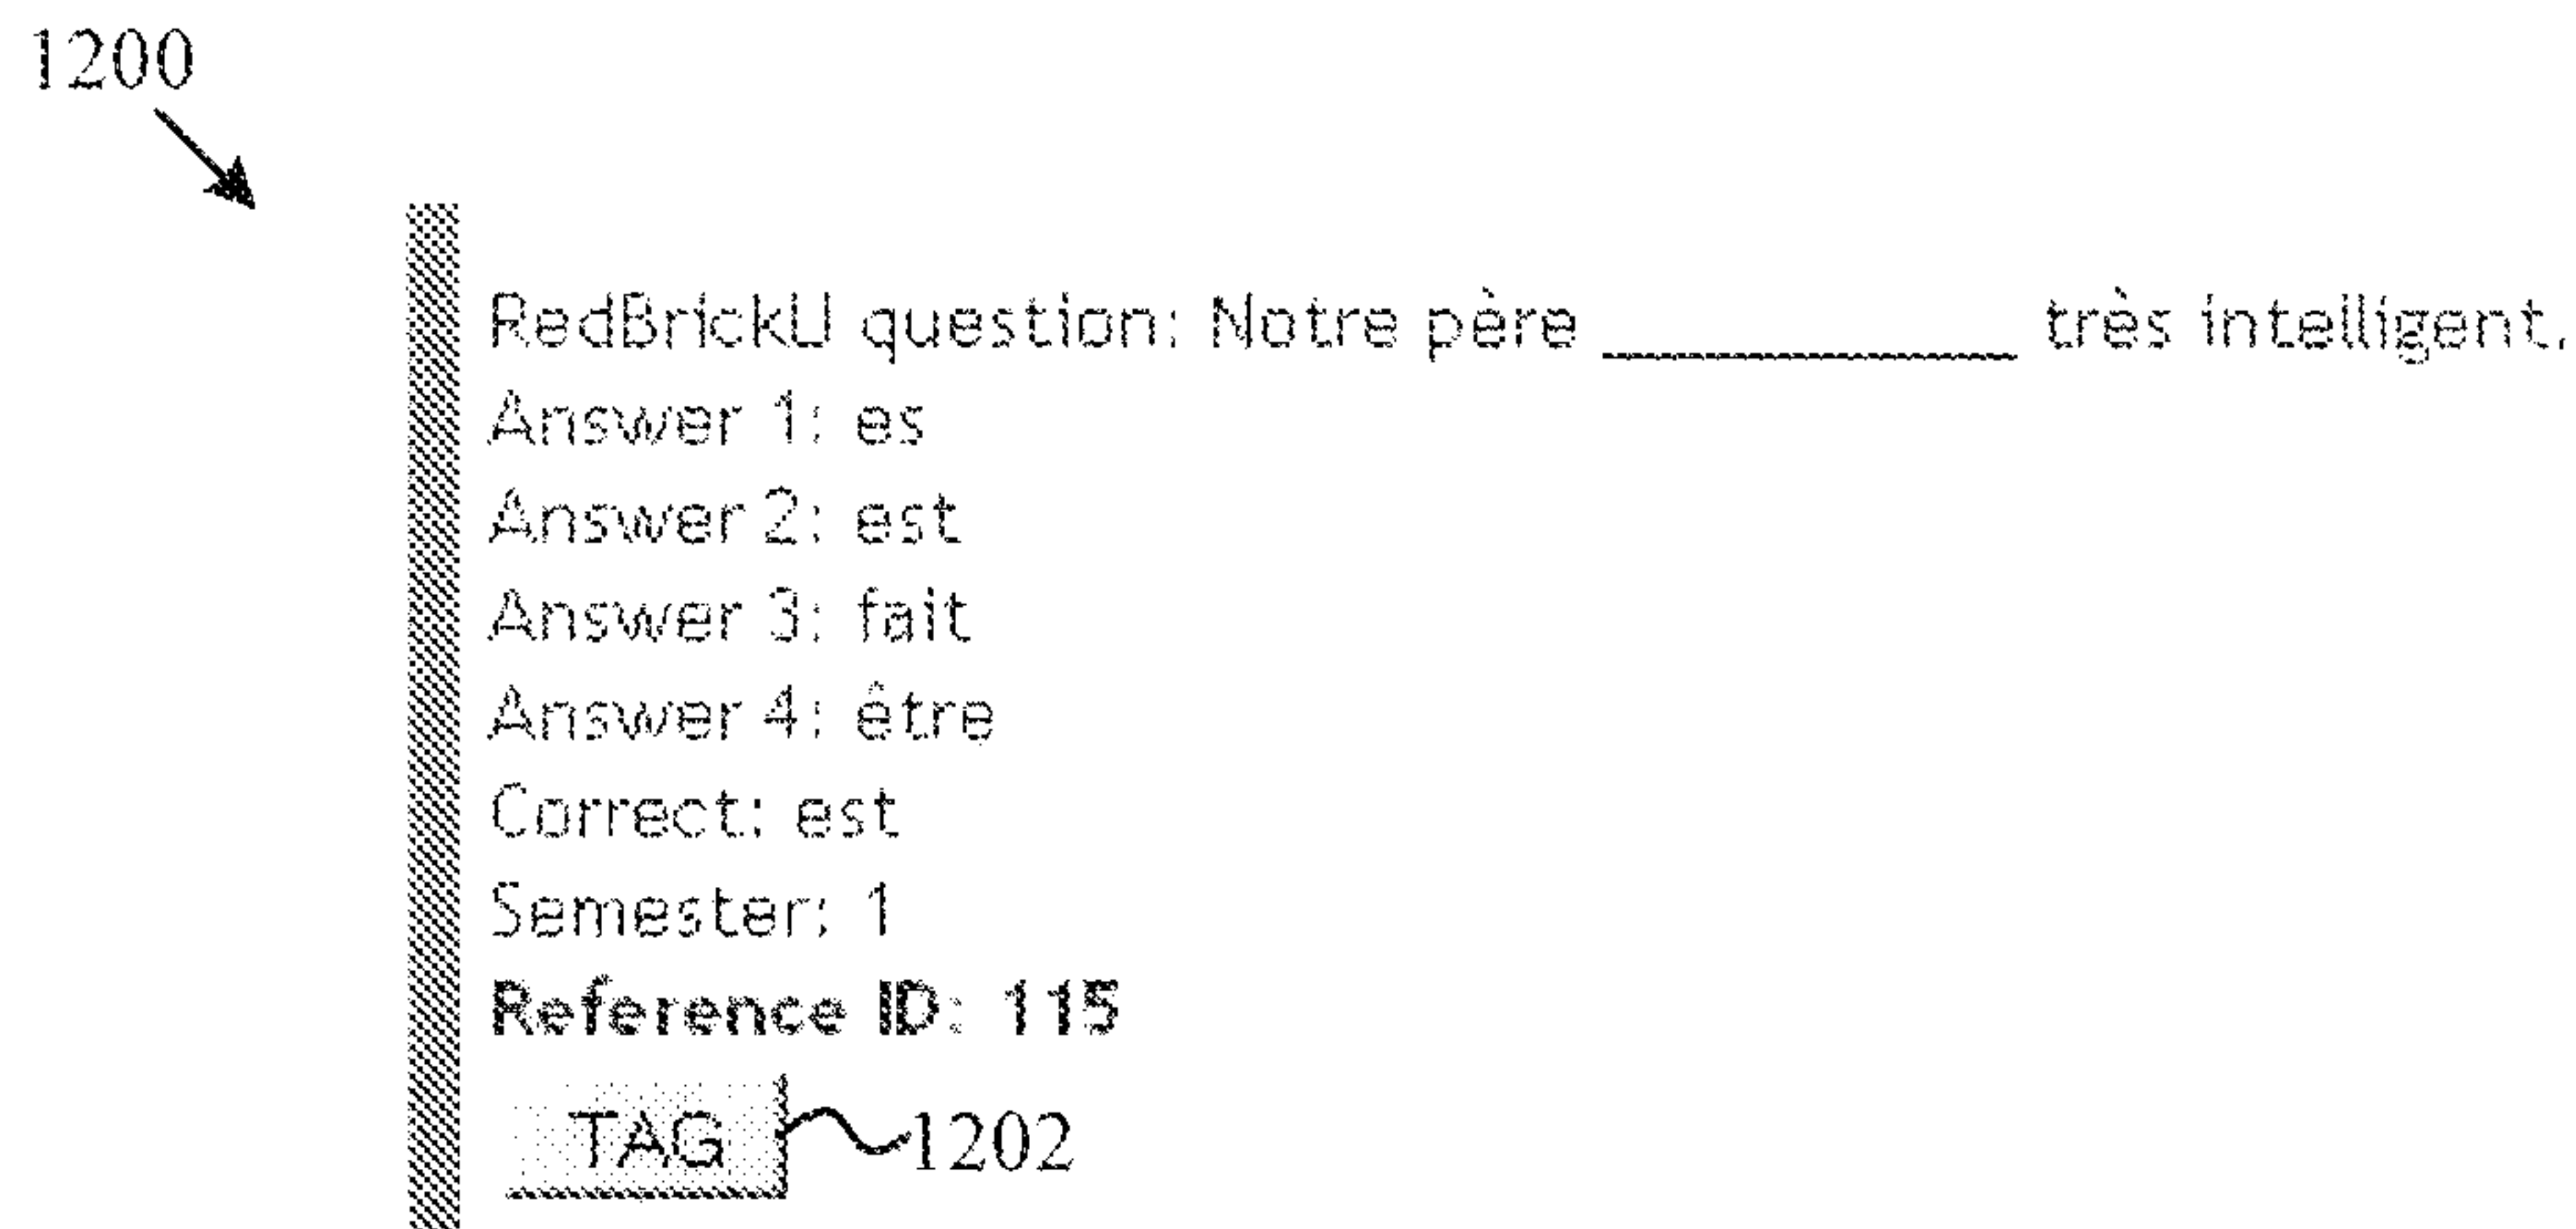 1200
RedBrickU question: Notre père ______________ très intelligent.
Answer 1: es
Answer 2: est
Answer 3: fait
Answer 4: être
Correct: est
Semester: 1
Reference ID: 115
TAG 1202